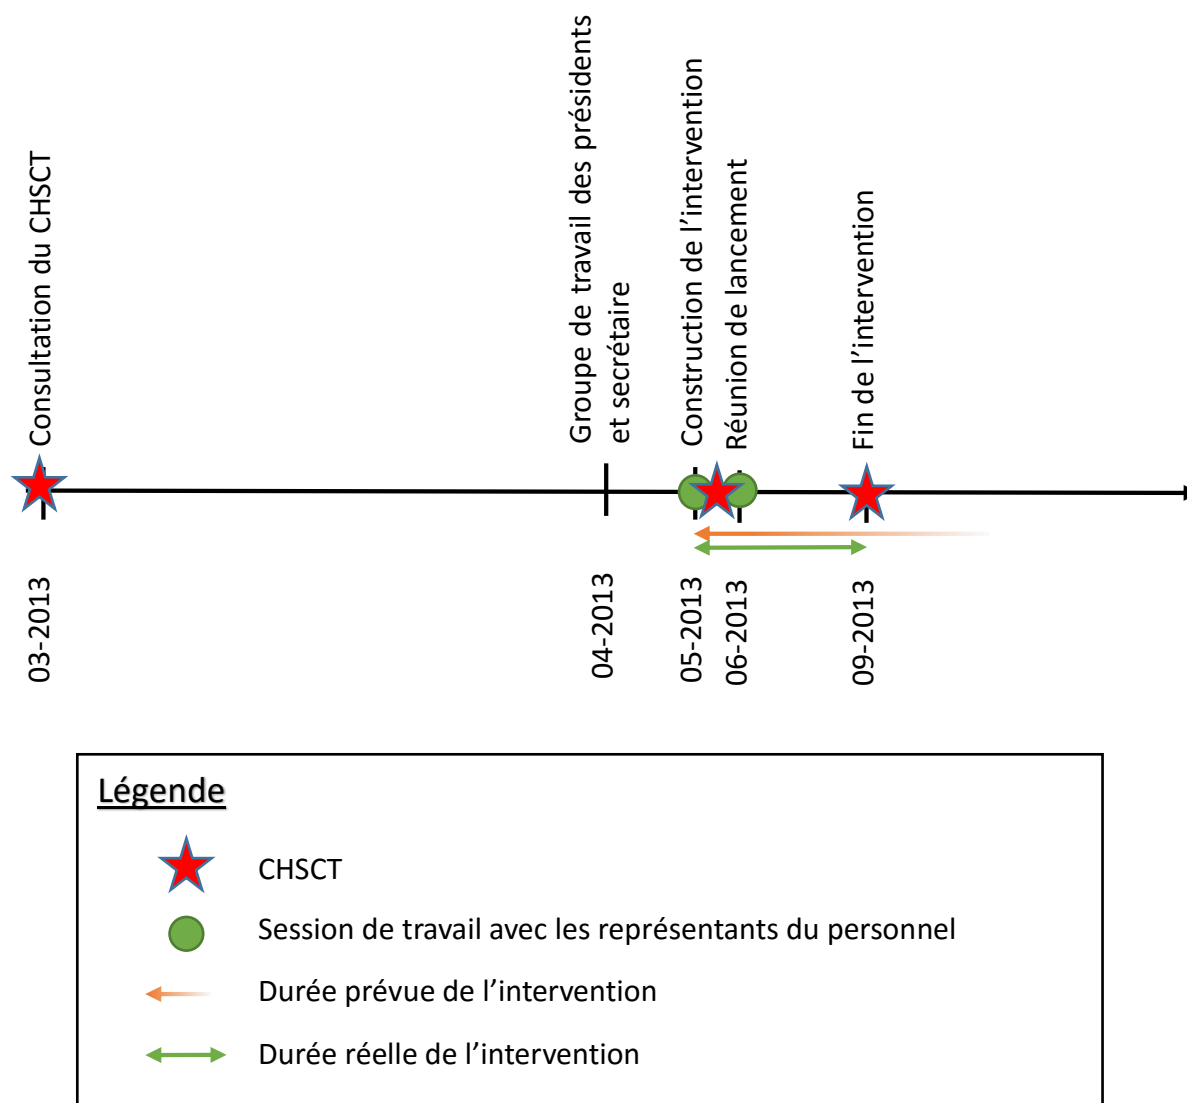 Consultation du CHSCT
Groupe de travail des présidents
et secrétaire
Construction de l’intervention
Réunion de lancement
Fin de l’intervention
03-2013
04-2013
05-2013
06-2013
09-2013
Légende
CHSCT
Session de travail avec les représentants du personnel
Durée prévue de l’intervention
Durée réelle de l’intervention